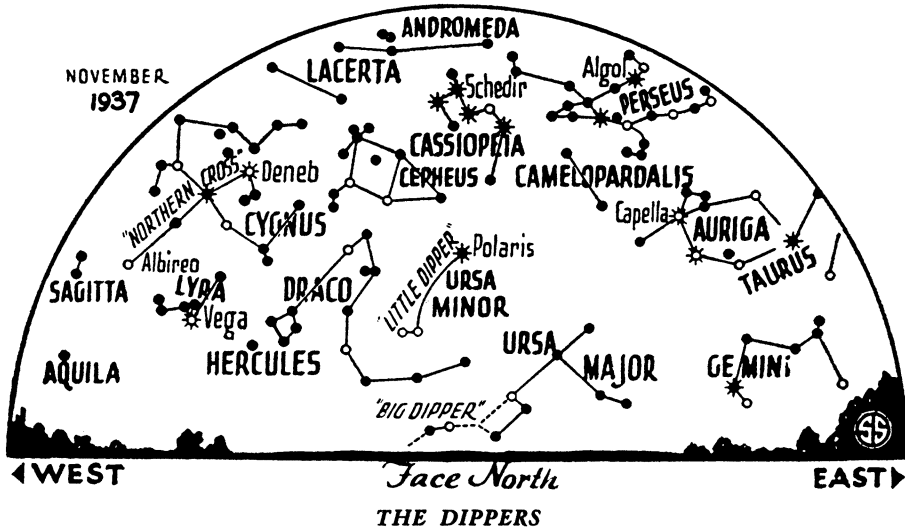 NOVEMBER
1937
ANDROMEDA
LACERTA
Schedir
Algol
PERSEUS
CASSIOPEIA
CEPHEUS
CAMELOPARDALIS
"NORTHERN CROSS"
Deneb
CYGNUS
Albireo
Capella
AURIGA
TAURUS
SAGITTA
LYRA
Vega
DRACO
"LITTLE DIPPER"
Polaris
URSA
MINOR
HERCULES
AQUILA
URSA
MAJOR
GEMINI
"BIG DIPPER"
SS
WEST
Face North
EAST
THE DIPPERS